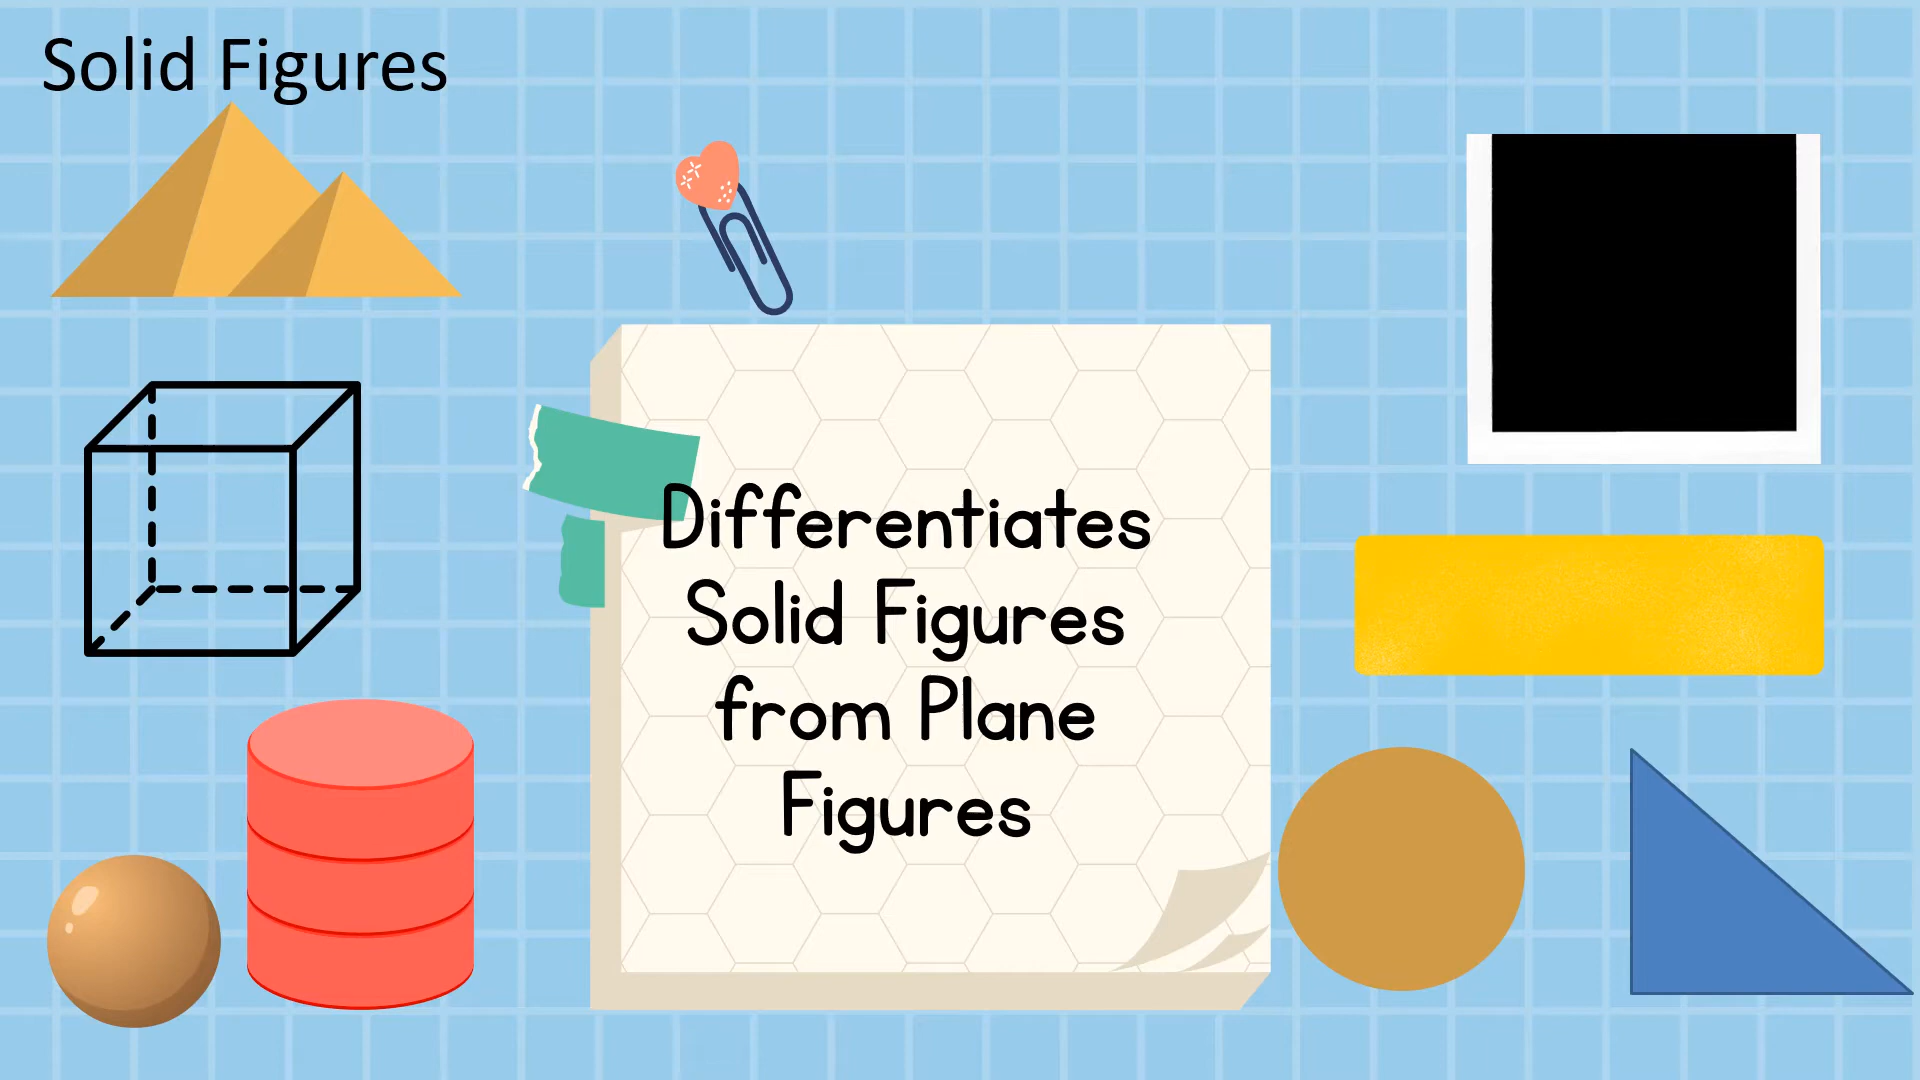 Solid Figures
Differentiates
Solid Figures
from Plane
Figures